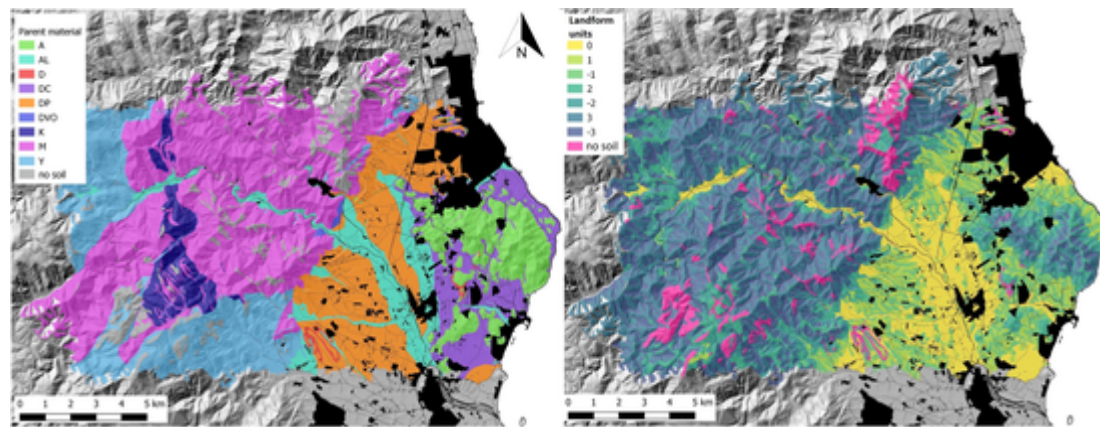 Parent material
A
AL
D
DC
DP
DVO
K
M
Y
no soil
N
0 1 2 3 4 5 km
Landform
units
0
1
-1
2
-2
3
-3
no soil
0 1 2 3 4 5 km